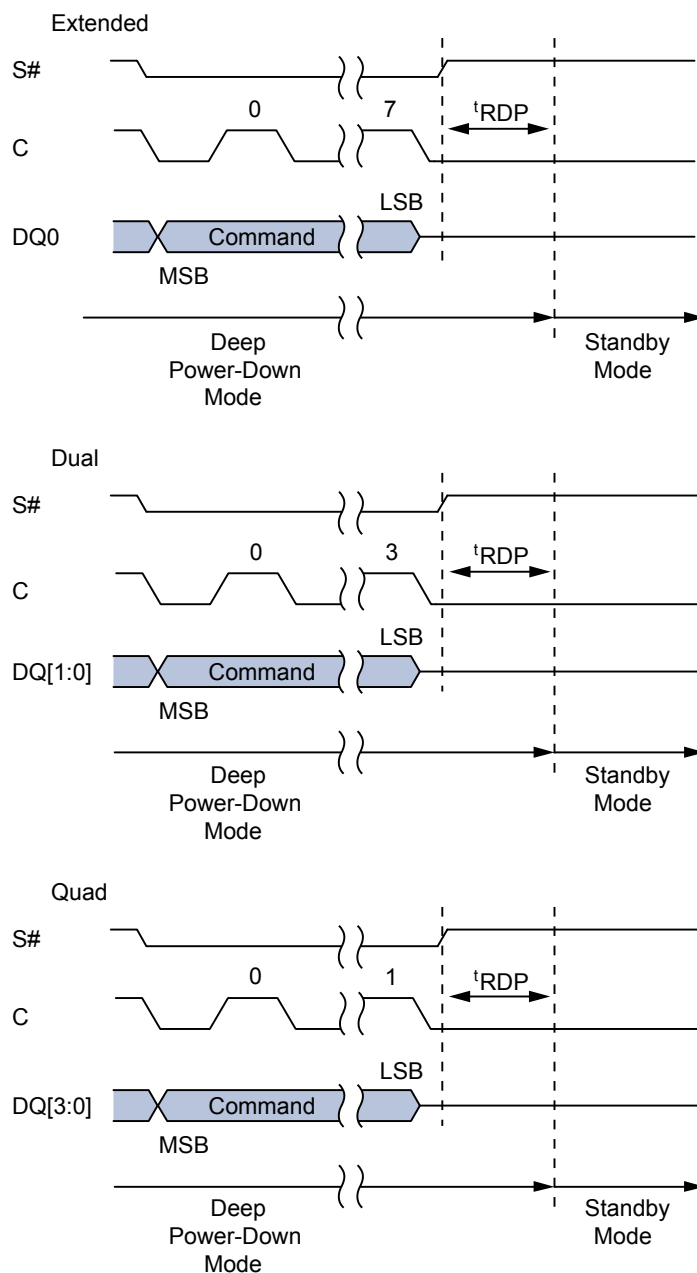 Extended
S#
0 7 tRDP
C
LSB
DQ0 Command
MSB
Deep
Power-Down
Mode
Standby
Mode
Dual
S#
0 3 tRDP
C
LSB
DQ[1:0] Command
MSB
Deep
Power-Down
Mode
Standby
Mode
Quad
S#
0 1 tRDP
C
LSB
DQ[3:0] Command
MSB
Deep
Power-Down
Mode
Standby
Mode